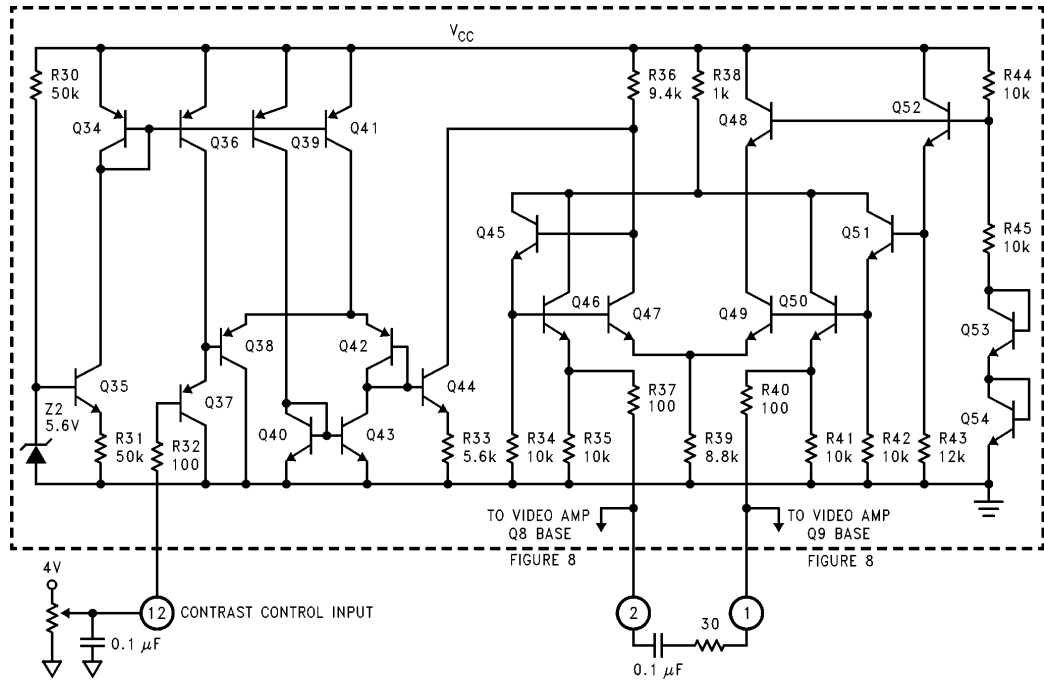 VCC
R30
50k
R36
9.4k
R38
1k
R44
10k
Q34
Q36
Q39
Q41
Q48
Q52
Q45
Q51
R45
10k
Q46
Q47
Q49
Q50
Q53
Q38
Q42
Q35
Q37
Q44
R37
100
R40
100
Q54
Z2
5.6V
R31
50k
R32
100
Q40
Q43
R33
5.6k
R34
10k
R35
10k
R39
8.8k
R41
10k
R42
10k
R43
12k
TO VIDEO AMP
Q8 BASE
FIGURE 8
TO VIDEO AMP
Q9 BASE
FIGURE 8
4V
12
CONTRAST CONTROL INPUT
0.1 μF
2
30
1
0.1 μF